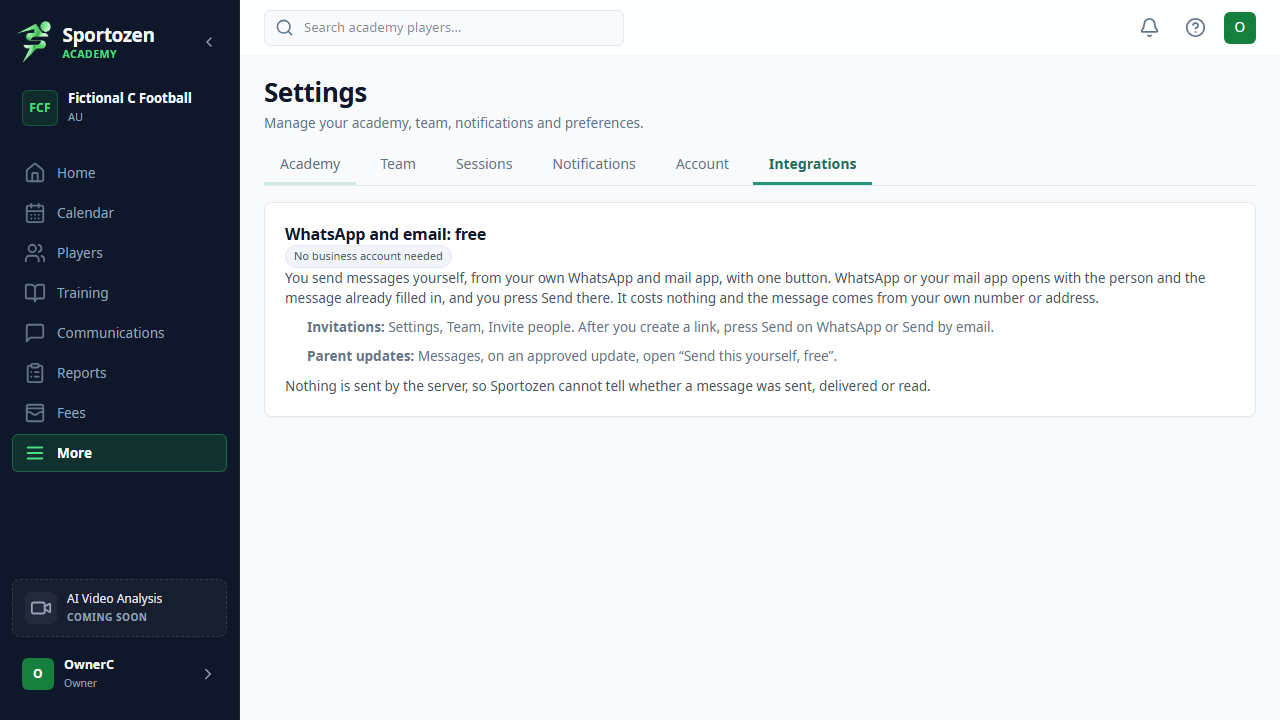 Sportozen
ACADEMY
FCF
Fictional C Football
AU
Home
Calendar
Players
Training
Communications
Reports
Fees
More
AI Video Analysis
COMING SOON
O
OwnerC
Owner
Search academy players...
O
Settings
Manage your academy, team, notifications and preferences.
Academy
Team
Sessions
Notifications
Account
Integrations
WhatsApp and email: free
No business account needed
You send messages yourself, from your own WhatsApp and mail app, with one button. WhatsApp or your mail app opens with the person and the
message already filled in, and you press Send there. It costs nothing and the message comes from your own number or address.
Invitations: Settings, Team, Invite people. After you create a link, press Send on WhatsApp or Send by email.
Parent updates: Messages, on an approved update, open “Send this yourself, free”.
Nothing is sent by the server, so Sportozen cannot tell whether a message was sent, delivered or read.